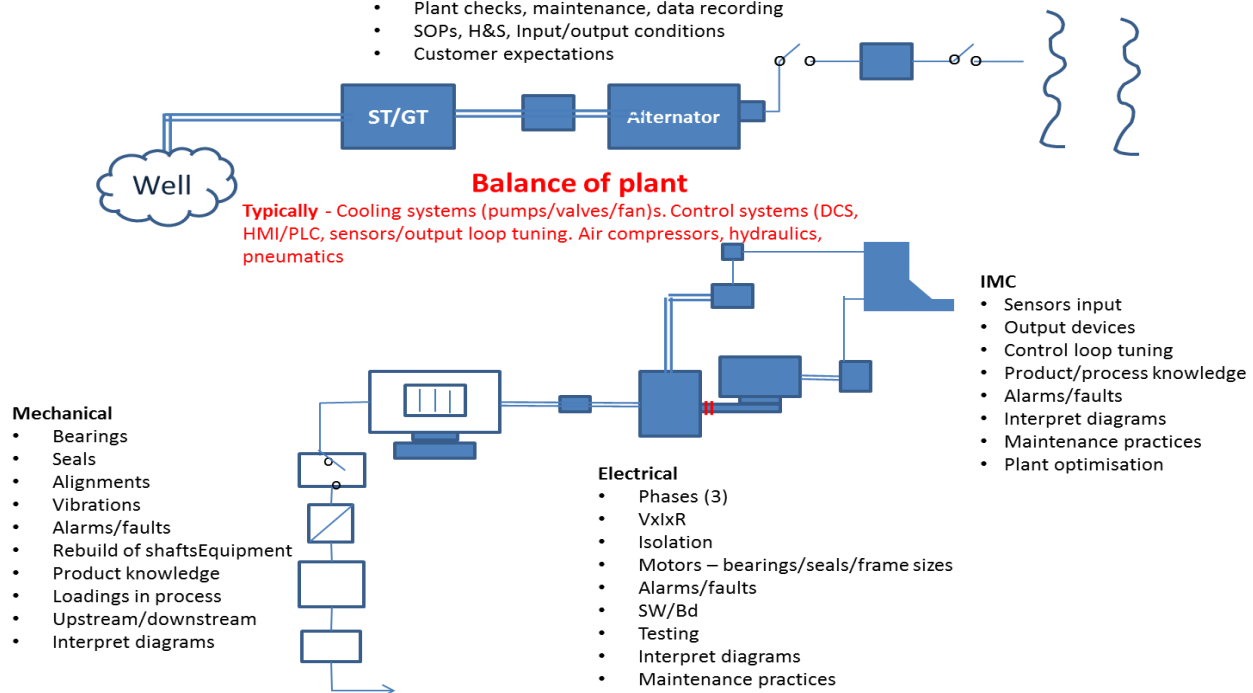 • Plant checks, maintenance, data recording
• SOPs, H&S, Input/output conditions
• Customer expectations
ST/GT
Alternator
Well
Balance of plant
Typically - Cooling systems (pumps/valves/fan)s. Control systems (DCS,
HMI/PLC, sensors/output loop tuning. Air compressors, hydraulics,
pneumatics
IMC
• Sensors input
• Output devices
• Control loop tuning
• Product/process knowledge
• Alarms/faults
• Interpret diagrams
• Maintenance practices
• Plant optimisation
Mechanical
• Bearings
• Seals
• Alignments
• Vibrations
• Alarms/faults
• Rebuild of shaftsEquipment
• Product knowledge
• Loadings in process
• Upstream/downstream
• Interpret diagrams
Electrical
• Phases (3)
• VxIxR
• Isolation
• Motors – bearings/seals/frame sizes
• Alarms/faults
• SW/Bd
• Testing
• Interpret diagrams
• Maintenance practices